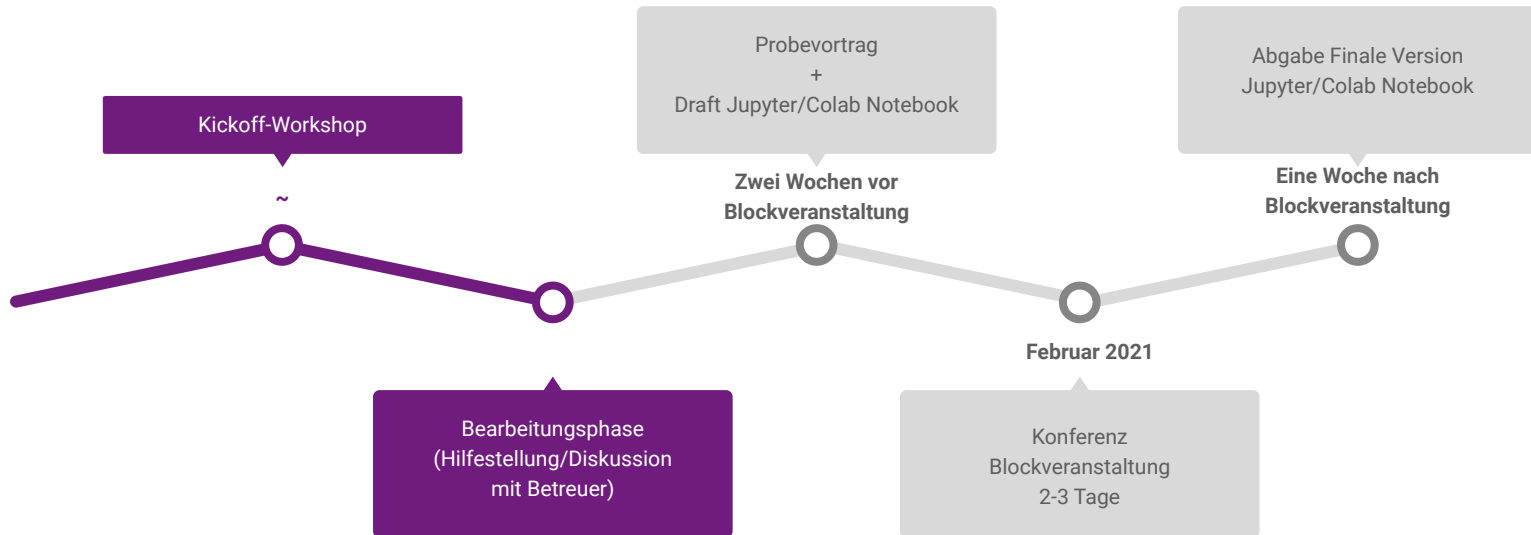 Kickoff-Workshop
~
Bearbeitungsphase
(Hilfestellung/Diskussion
mit Betreuer)
Probevortrag
+
Draft Jupyter/Colab Notebook
Zwei Wochen vor
Blockveranstaltung
Februar 2021
Konferenz
Blockveranstaltung
2-3 Tage
Abgabe Finale Version
Jupyter/Colab Notebook
Eine Woche nach
Blockveranstaltung